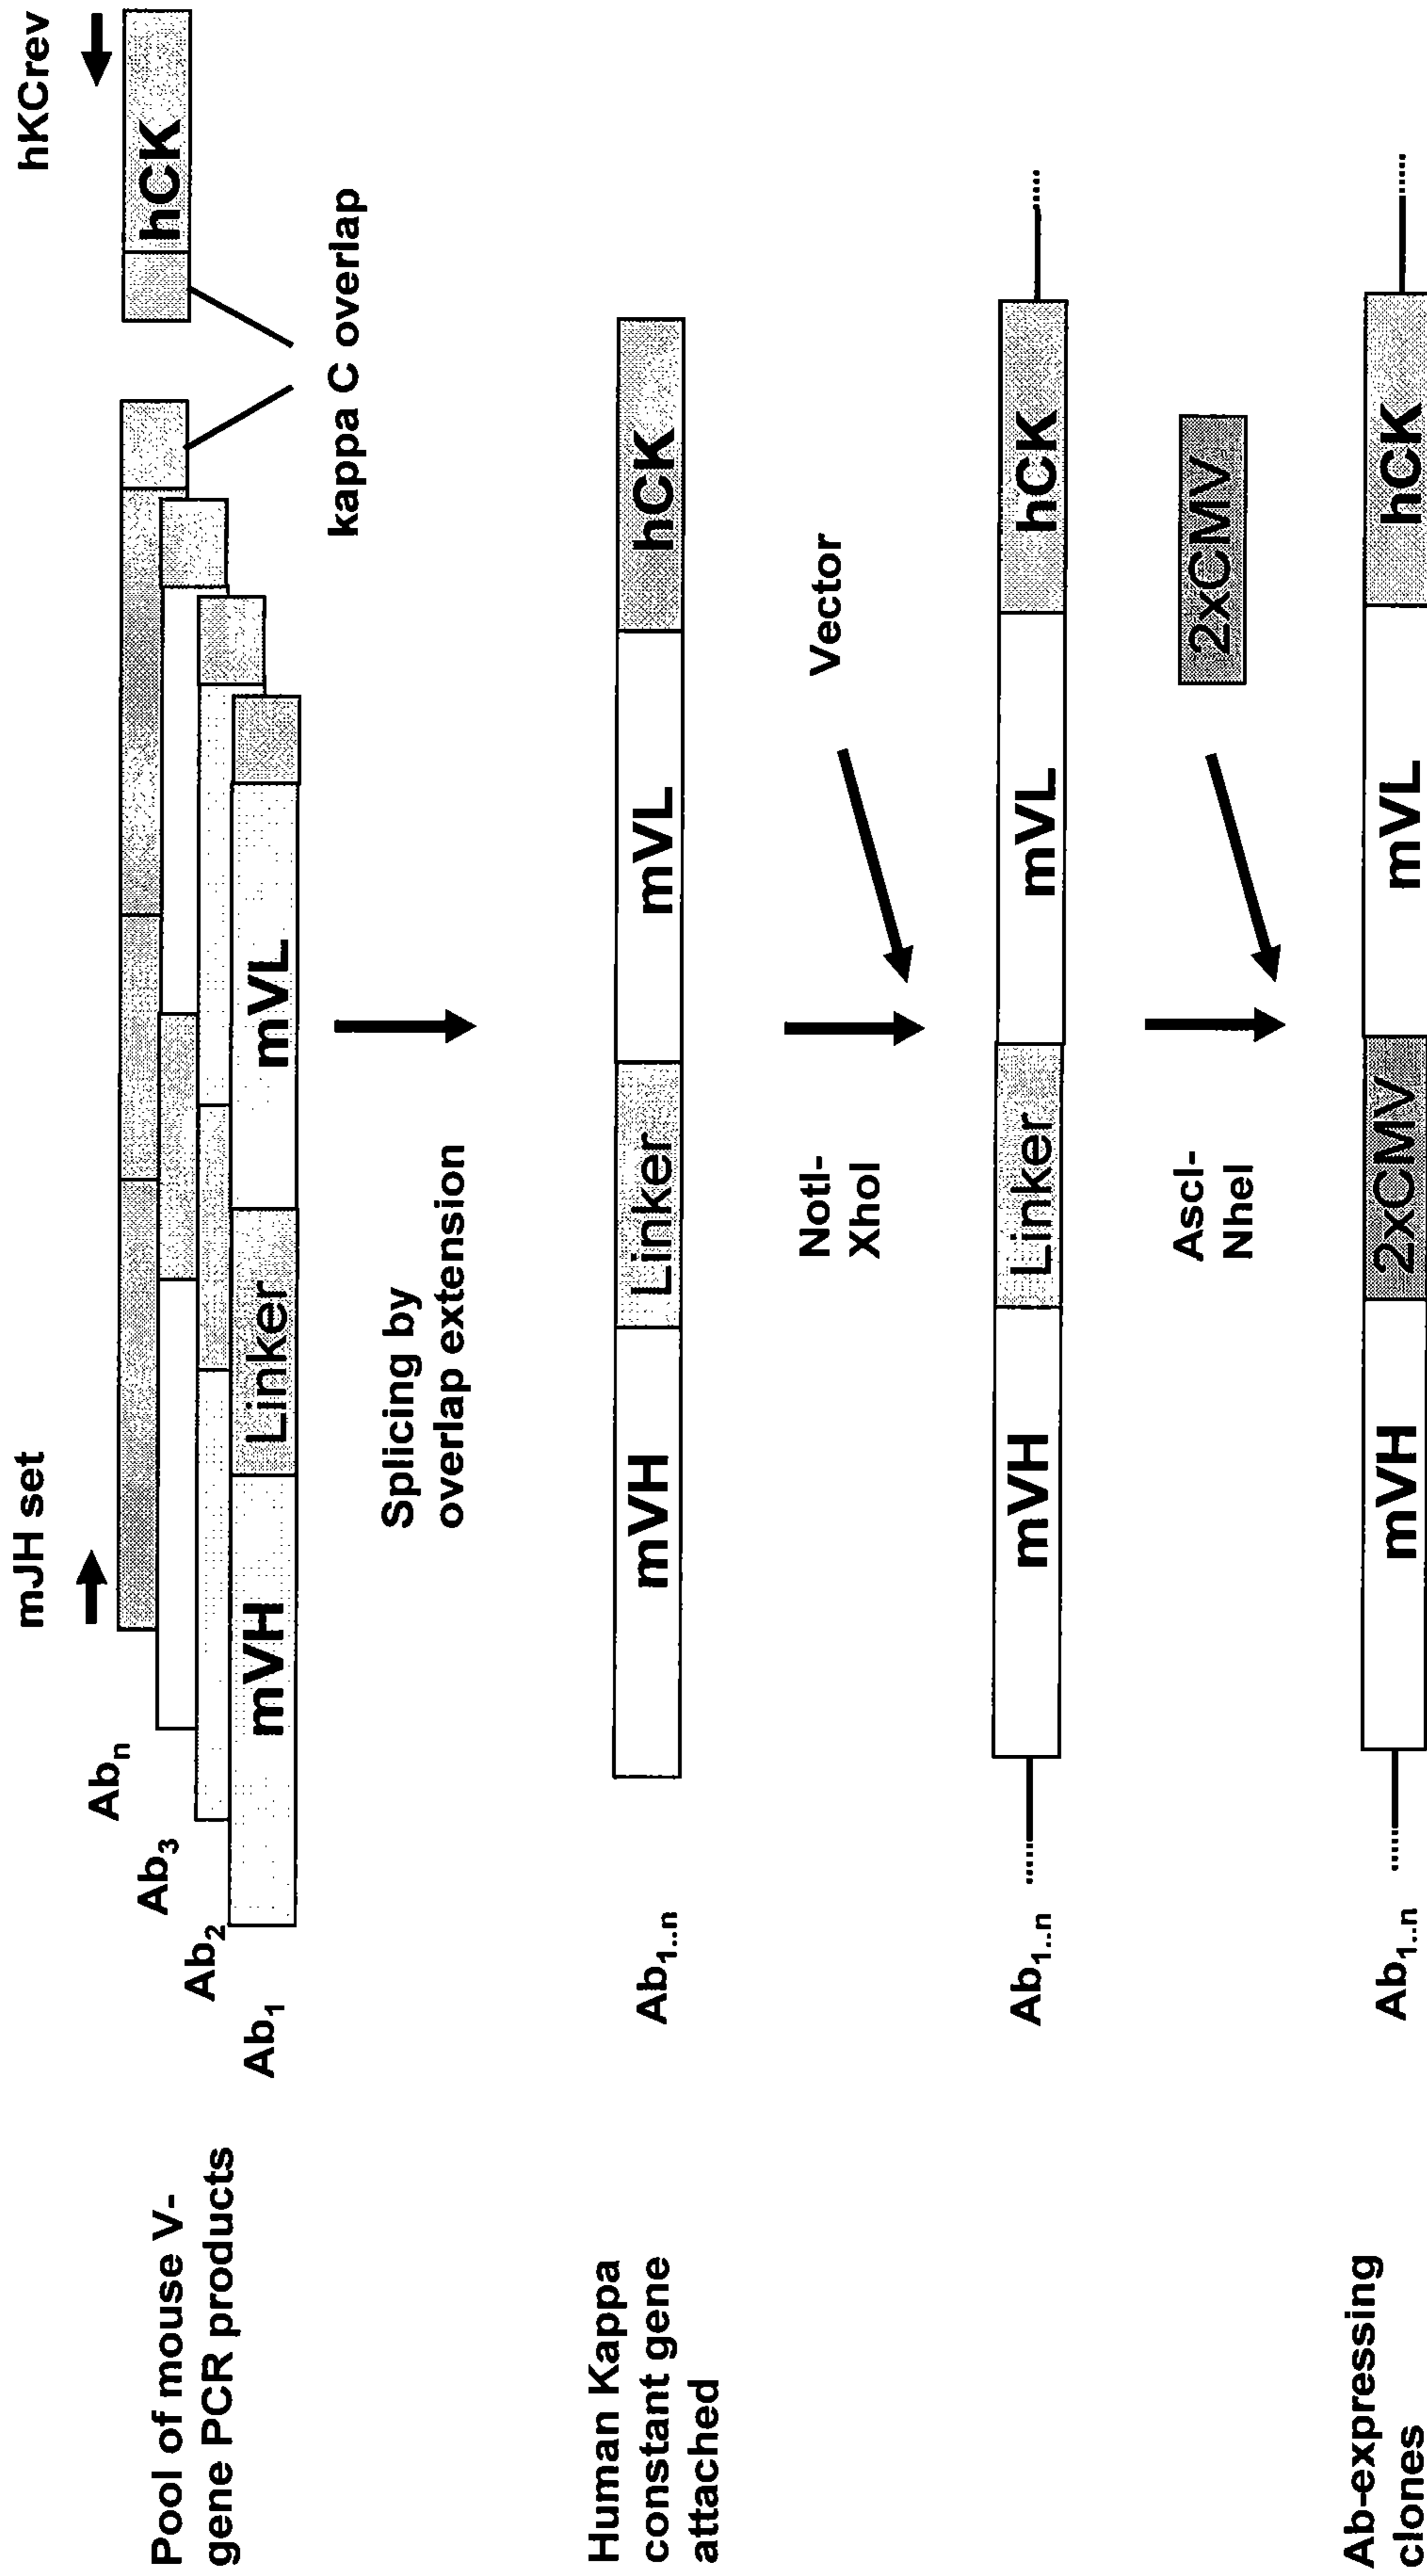 mJH set
hKCrev
Pool of mouse V-
gene PCR products
Ab1
Ab2
Ab3
Abn
mVH
Linker
mVL
hCK
kappa C overlap
Splicing by
overlap extension
Human Kappa
constant gene
attached
Ab1..n
mVH
Linker
mVL
hCK
NotI-
XhoI
Vector
Ab1..n
mVH
Linker
mVL
hCK
AscI-
NheI
2xCMV
Ab-expressing
clones
Ab1..n
mVH
2xCMV
mVL
hCK